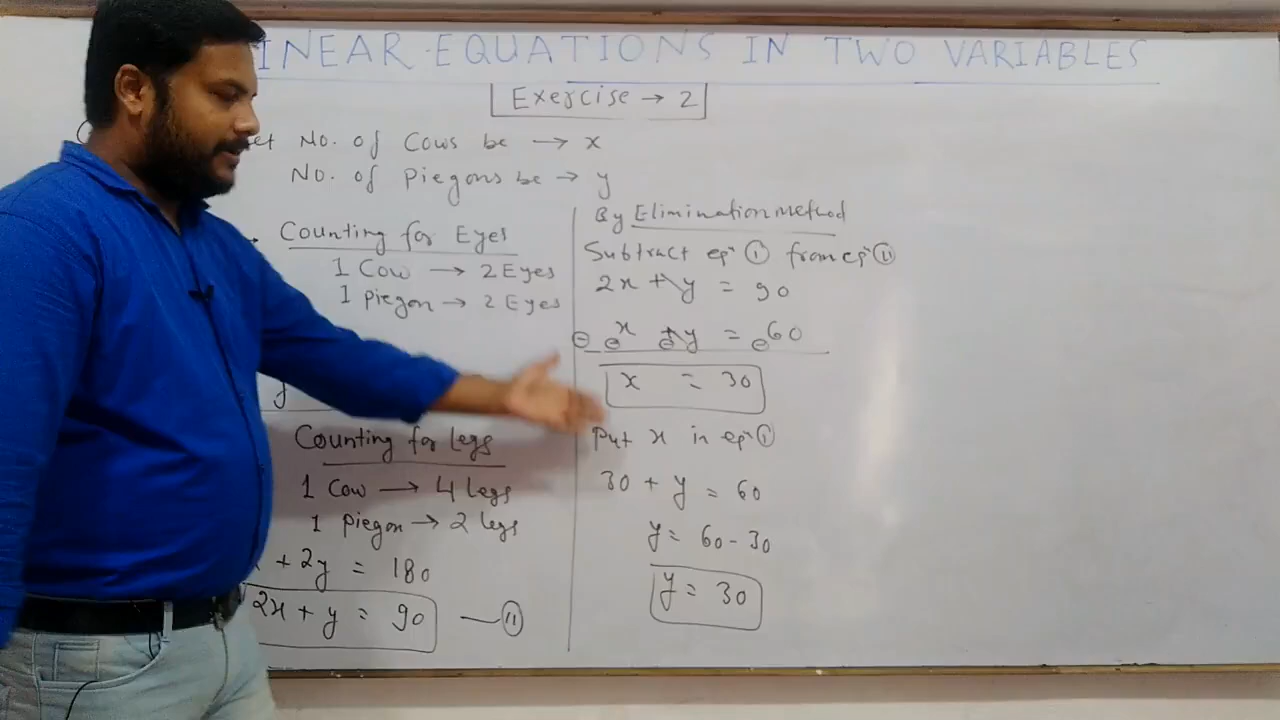 INEAR EQUATIONS IN TWO VARIABLES
Exercise → 2
et No. of Cows be → x
No. of Piegons be → y
Counting for Eyes
1 Cow → 2 Eyes
1 piegon → 2 Eyes
y
Counting for Legs
1 Cow → 4 legs
1 piegon → 2 legs
+ 2y = 180
2x + y = 90 — (II)
By Elimination method
Subtract eqⁿ (I) from eqⁿ (II)
2x + y = 90
⊖ x + y = 60
⊖ ⊖ ⊖
x = 30
Put x in eqⁿ (I)
30 + y = 60
y = 60 - 30
y = 30